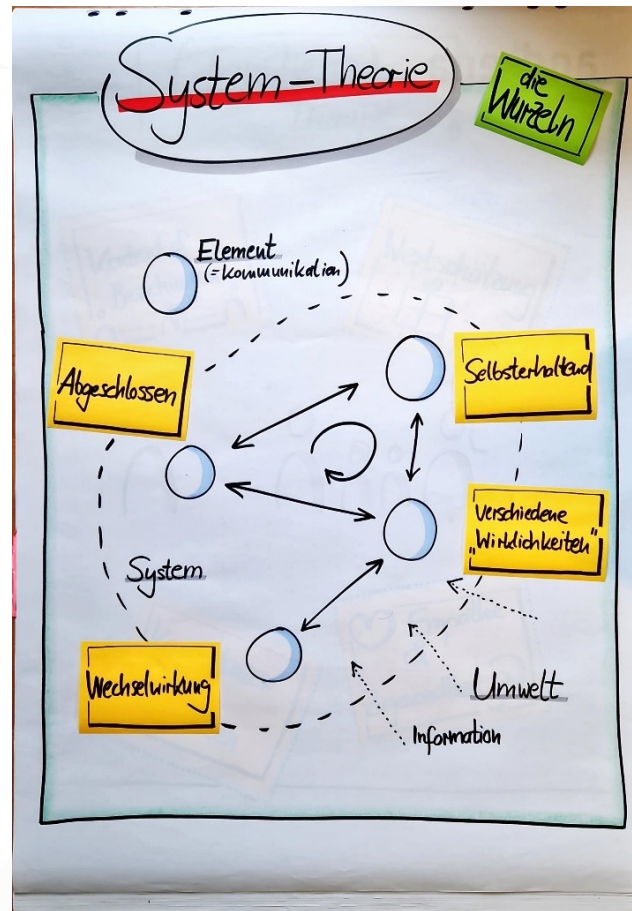 System-Theorie
die
Wurzeln
Element
(=Kommunikation)
Abgeschlossen
Selbsterhaltend
Verschiedene
„Wirklichkeiten"
System
Wechselwirkung
Umwelt
Information